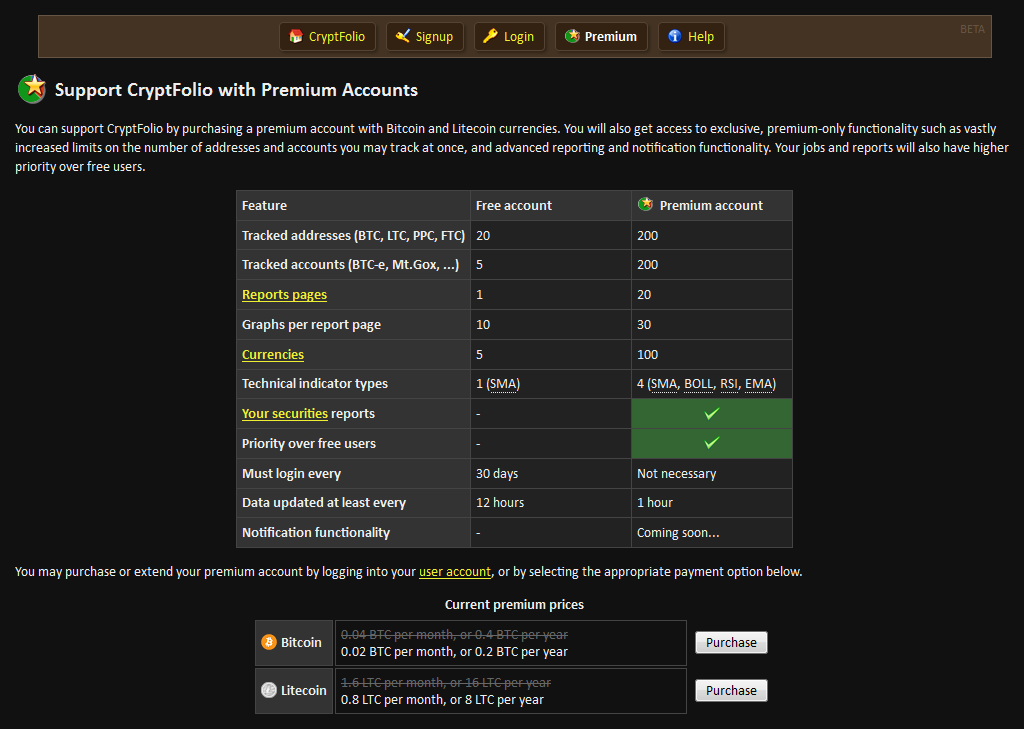 CryptFolio Signup Login Premium Help BETA
Support CryptFolio with Premium Accounts
You can support CryptFolio by purchasing a premium account with Bitcoin and Litecoin currencies. You will also get access to exclusive, premium-only functionality such as vastly
increased limits on the number of addresses and accounts you may track at once, and advanced reporting and notification functionality. Your jobs and reports will also have higher
priority over free users.
Feature Free account Premium account
Tracked addresses (BTC, LTC, PPC, FTC) 20 200
Tracked accounts (BTC-e, Mt.Gox, ...) 5 200
Reports pages 1 20
Graphs per report page 10 30
Currencies 5 100
Technical indicator types 1 (SMA) 4 (SMA, BOLL, RSI, EMA)
Your securities reports -
Priority over free users -
Must login every 30 days Not necessary
Data updated at least every 12 hours 1 hour
Notification functionality - Coming soon...
You may purchase or extend your premium account by logging into your user account, or by selecting the appropriate payment option below.
Current premium prices
Bitcoin 0.04 BTC per month, or 0.4 BTC per year
0.02 BTC per month, or 0.2 BTC per year Purchase
Litecoin 1.6 LTC per month, or 16 LTC per year
0.8 LTC per month, or 8 LTC per year Purchase